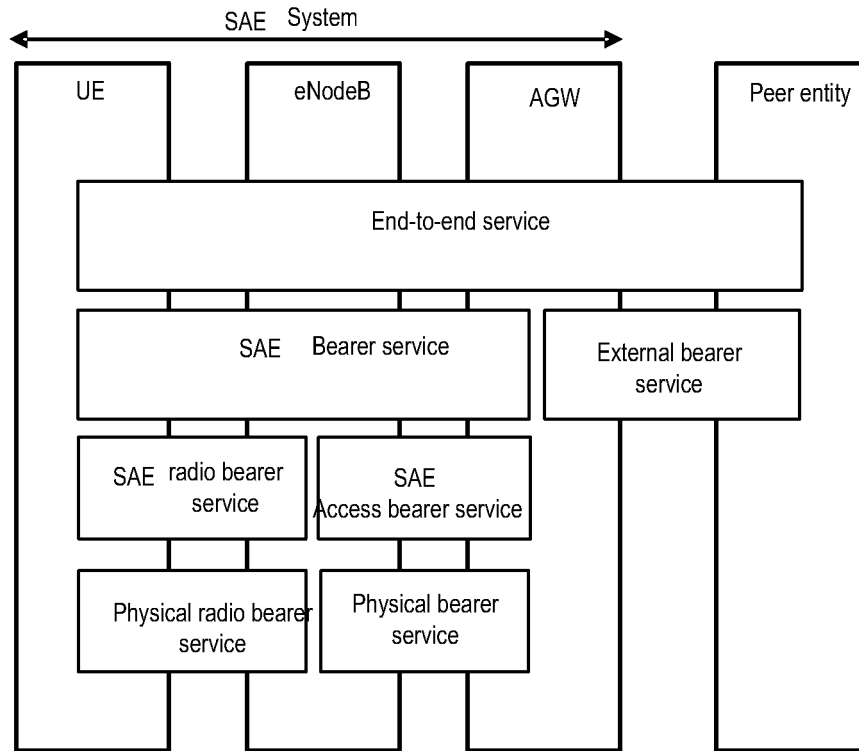 SAE System
UE
eNodeB
AGW
Peer entity
End-to-end service
SAE Bearer service
External bearer
service
SAE radio bearer
service
SAE
Access bearer service
Physical radio bearer
service
Physical bearer
service